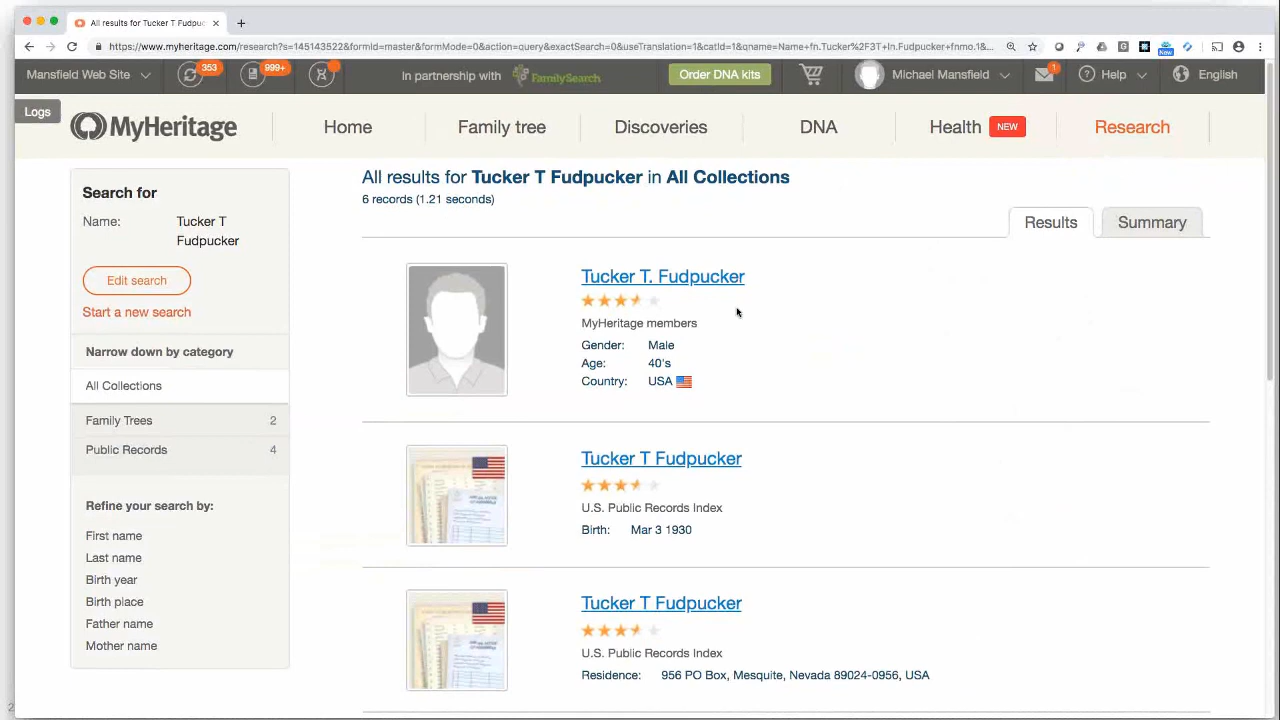 All results for Tucker T Fudpuc
https://www.myheritage.com/research?s=145143522&formId=master&formMode=0&action=query&exactSearch=0&useTranslation=1&catId=1&qname=Name+fn.Tucker%2F3T+ln.Fudpucker+fnmo.1&...
New
Mansfield Web Site
353
999+
In partnership with FamilySearch
Order DNA kits
Michael Mansfield
1
Help
English
Logs
MyHeritage
Home
Family tree
Discoveries
DNA
Health NEW
Research
Search for
Name: Tucker T
Fudpucker
Edit search
Start a new search
Narrow down by category
All Collections
Family Trees 2
Public Records 4
Refine your search by:
First name
Last name
Birth year
Birth place
Father name
Mother name
All results for Tucker T Fudpucker in All Collections
6 records (1.21 seconds)
Results
Summary
Tucker T. Fudpucker
MyHeritage members
Gender: Male
Age: 40's
Country: USA
Tucker T Fudpucker
U.S. Public Records Index
Birth: Mar 3 1930
Tucker T Fudpucker
U.S. Public Records Index
Residence: 956 PO Box, Mesquite, Nevada 89024-0956, USA
2